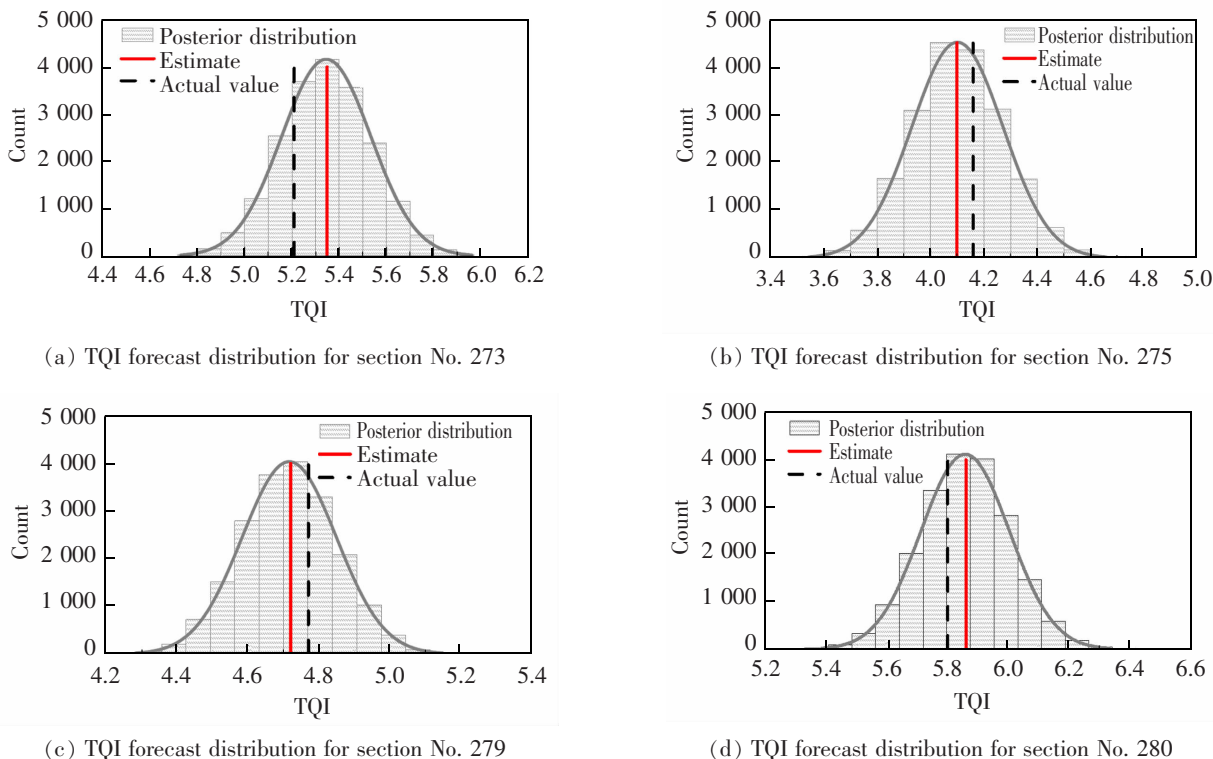 5 000
4 000
3 000
2 000
1 000
0
Count
Posterior distribution
Estimate
Actual value
4.4 4.6 4.8 5.0 5.2 5.4 5.6 5.8 6.0 6.2
TQI
(a) TQI forecast distribution for section No. 273
5 000
4 000
3 000
2 000
1 000
0
Count
Posterior distribution
Estimate
Actual value
3.4 3.6 3.8 4.0 4.2 4.4 4.6 4.8 5.0
TQI
(b) TQI forecast distribution for section No. 275
5 000
4 000
3 000
2 000
1 000
0
Count
Posterior distribution
Estimate
Actual value
4.2 4.4 4.6 4.8 5.0 5.2 5.4
TQI
(c) TQI forecast distribution for section No. 279
5 000
4 000
3 000
2 000
1 000
0
Count
Posterior distribution
Estimate
Actual value
5.2 5.4 5.6 5.8 6.0 6.2 6.4 6.6
TQI
(d) TQI forecast distribution for section No. 280